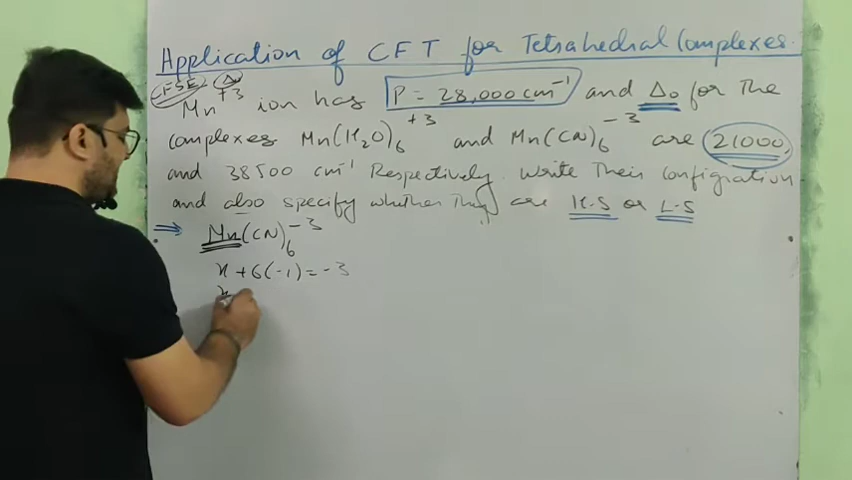 Application of CFT for Tetrahedral Complexes.
(CFSE) Δ
Mn+3 ion has P = 28,000 cm-1 and Δo for the
complexes Mn(H2O)6+3 and Mn(CN)6-3 are 21000
and 38500 cm-1 Respectively. Write Their configration
and also specify whether They are H.S or L.S
⇒ Mn(CN)6-3
x + 6(-1) = -3
x